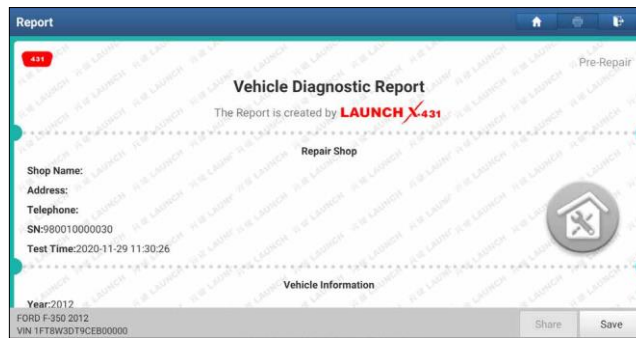 Report
431
Pre-Repair
Vehicle Diagnostic Report
The Report is created by LAUNCH X-431
Repair Shop
Shop Name:
Address:
Telephone:
SN:980010000030
Test Time:2020-11-29 11:30:26
Vehicle Information
Year:2012
FORD F-350 2012
VIN 1FT8W3DT9CEB00000
Share
Save